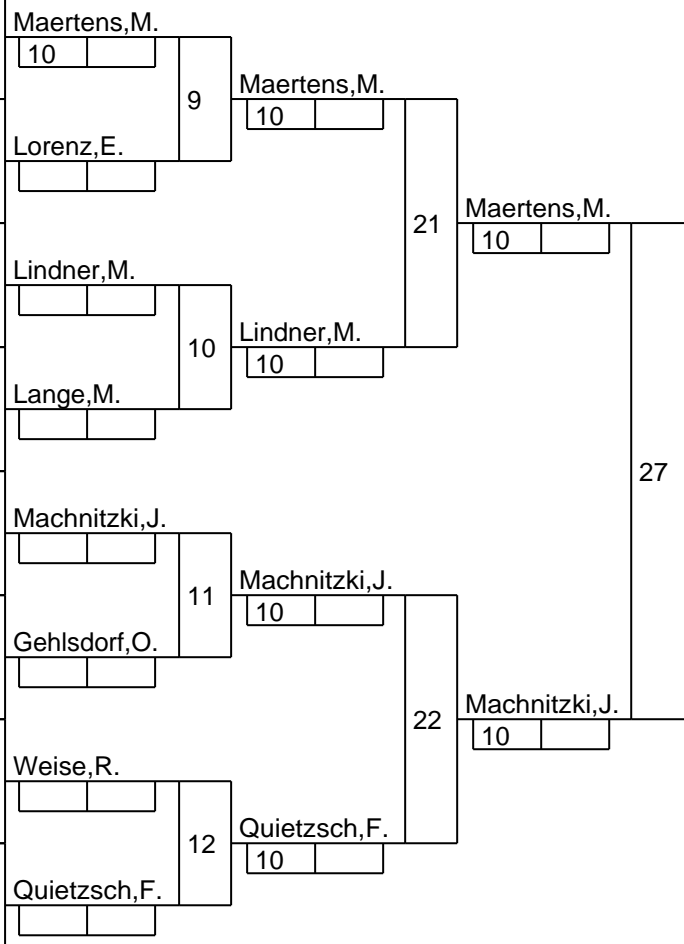 Maertens,M.
10
9
Maertens,M.
10
Lorenz,E.
21
Maertens,M.
10
Lindner,M.
10
Lindner,M.
10
Lange,M.
27
Machnitzki,J.
11
Machnitzki,J.
10
Gehlsdorf,O.
22
Machnitzki,J.
10
Weise,R.
12
Quietzsch,F.
10
Quietzsch,F.